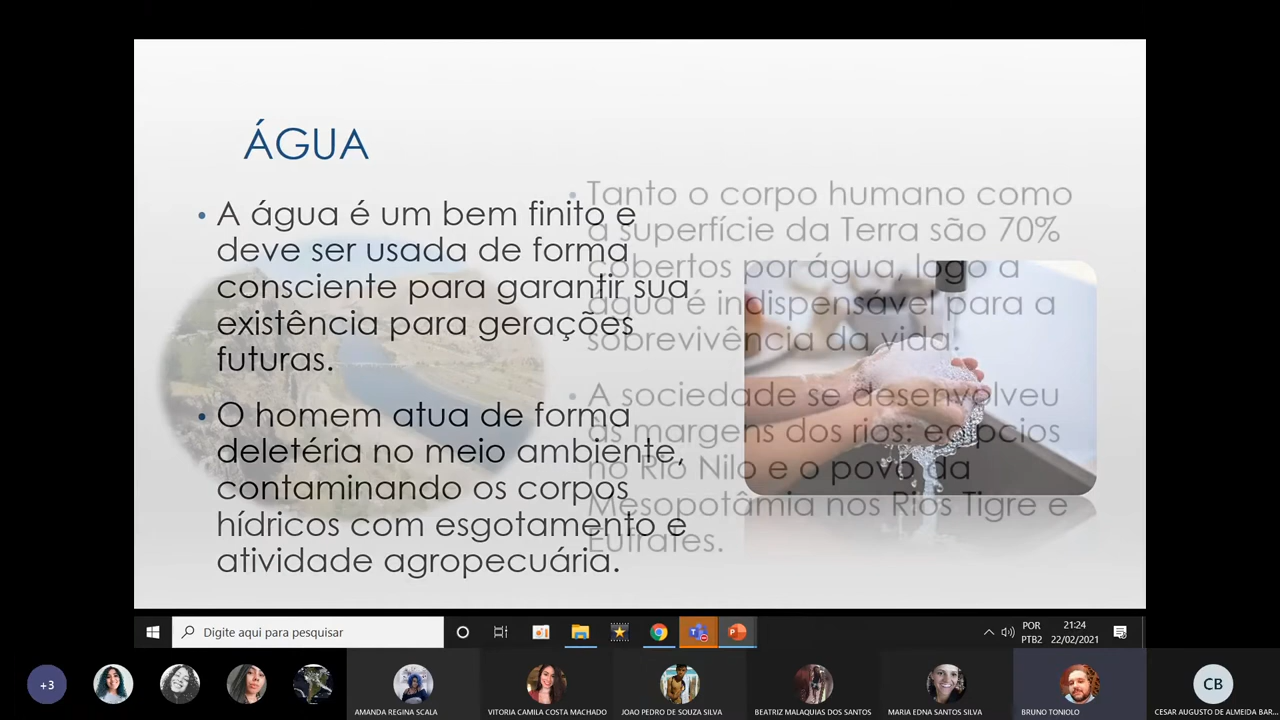 ÁGUA
• A água é um bem finito e
deve ser usada de forma
consciente para garantir sua
existência para gerações
futuras.
• O homem atua de forma
deletéria no meio ambiente,
contaminando os corpos
hídricos com esgotamento e
atividade agropecuária.
• Tanto o corpo humano como
a superfície da Terra são 70%
cobertos por água, logo a
água é indispensável para a
sobrevivência da vida.
• A sociedade se desenvolveu
às margens dos rios: egípcios
no Rio Nilo e o povo da
Mesopotâmia nos Rios Tigre e
Eufrates.
Digite aqui para pesquisar
POR
PTB2
21:24
22/02/2021
+3
AMANDA REGINA SCALA
VITORIA CAMILA COSTA MACHADO
JOAO PEDRO DE SOUZA SILVA
BEATRIZ MALAQUIAS DOS SANTOS
MARIA EDNA SANTOS SILVA
BRUNO TONIOLO
CB
CESAR AUGUSTO DE ALMEIDA BAR...